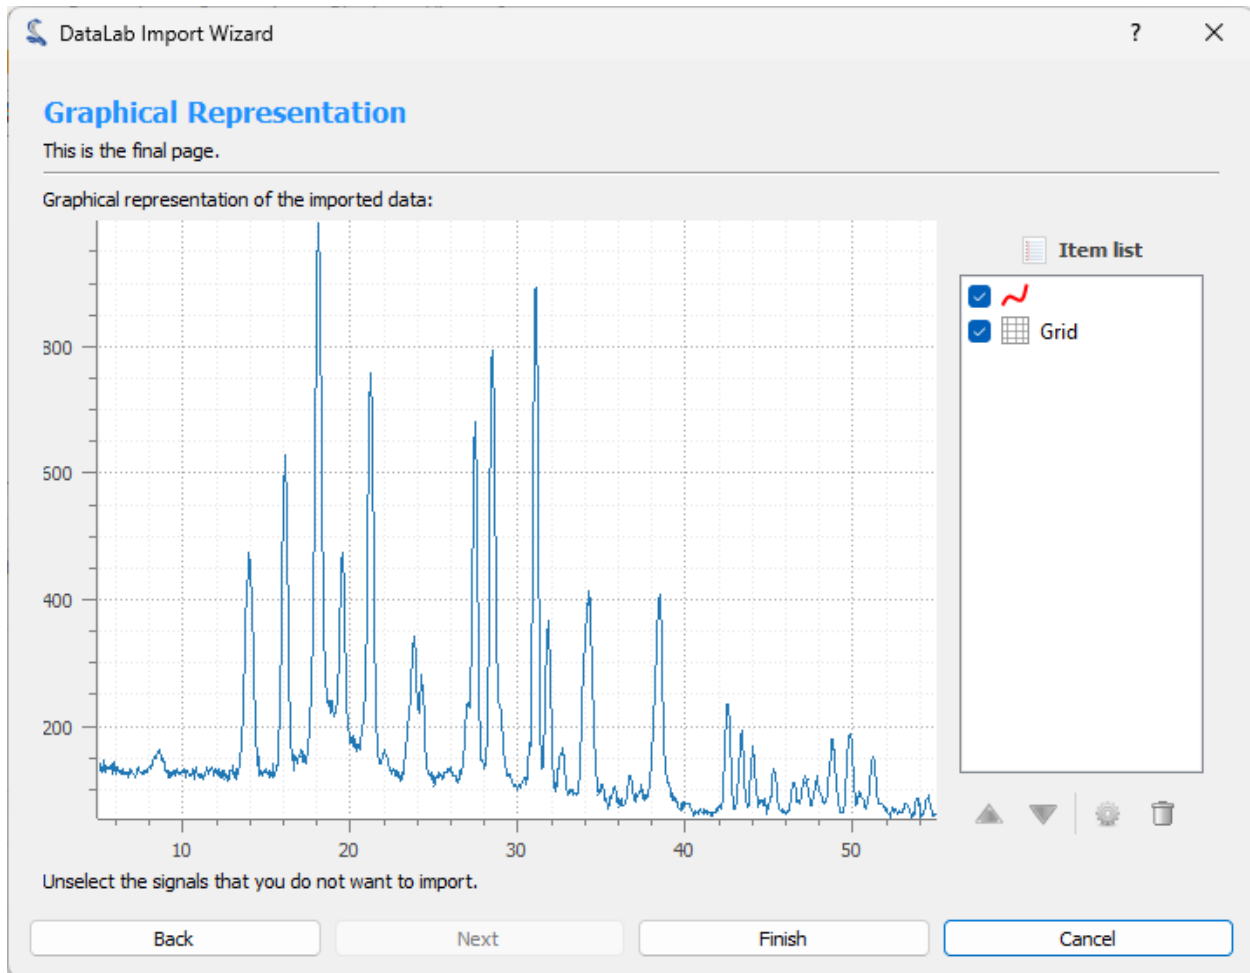 DataLab Import Wizard
?
Graphical Representation
This is the final page.
Graphical representation of the imported data:
Item list
Grid
800
600
400
200
10 20 30 40 50
Unselect the signals that you do not want to import.
Back Next Finish Cancel